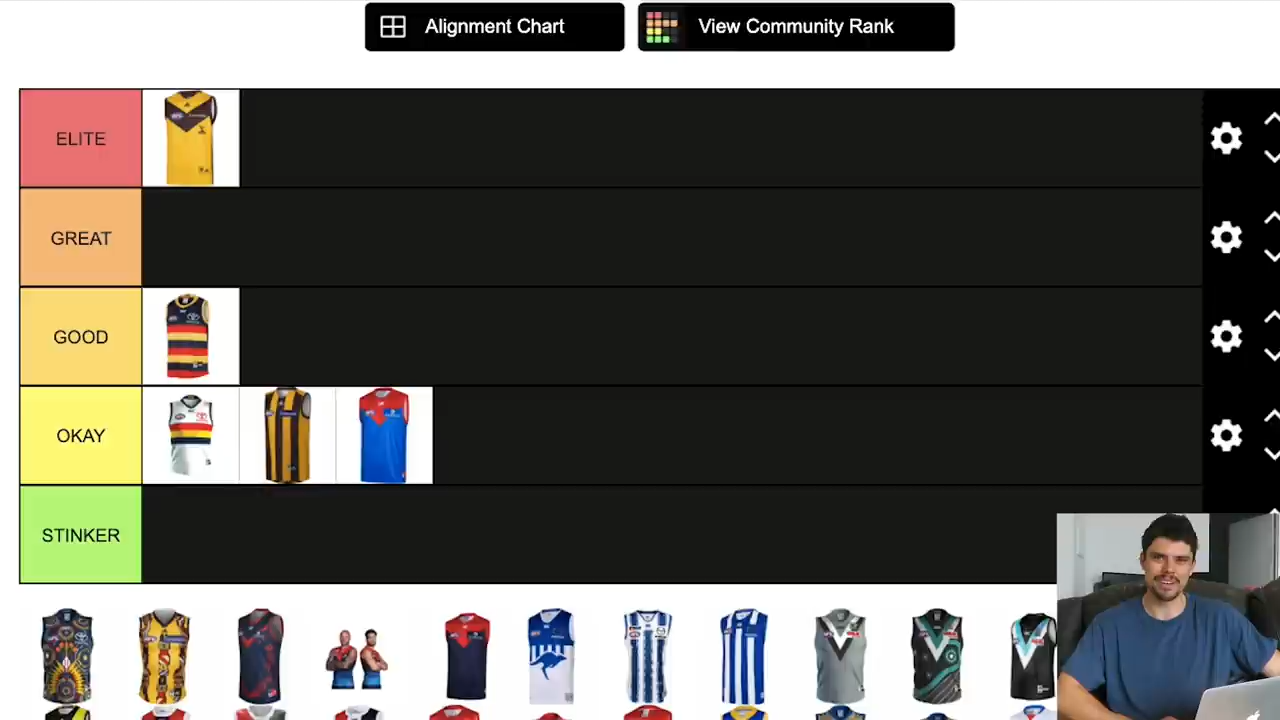 Alignment Chart
View Community Rank
ELITE
GREAT
GOOD
OKAY
STINKER